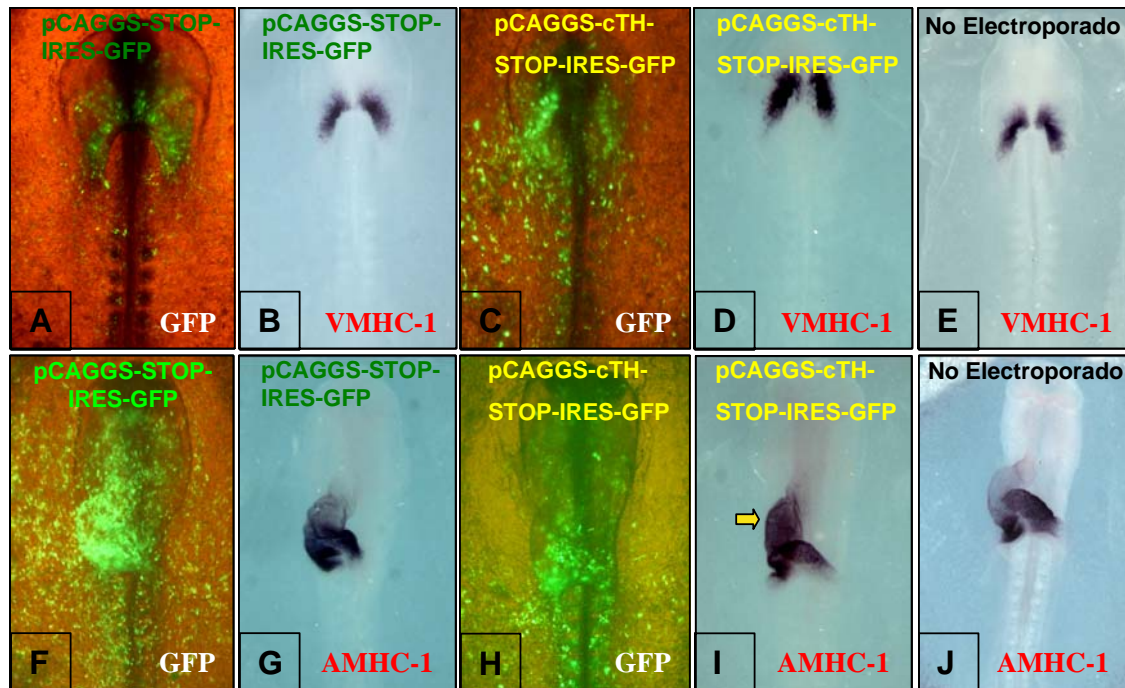 pCAGGS-STOP-
IRES-GFP
A
GFP
pCAGGS-STOP-
IRES-GFP
B
VMHC-1
pCAGGS-cTH-
STOP-IRES-GFP
C
GFP
pCAGGS-cTH-
STOP-IRES-GFP
D
VMHC-1
No Electroporado
E
VMHC-1
pCAGGS-STOP-
IRES-GFP
F
GFP
pCAGGS-STOP-
IRES-GFP
G
AMHC-1
pCAGGS-cTH-
STOP-IRES-GFP
H
GFP
pCAGGS-cTH-
STOP-IRES-GFP
I
AMHC-1
No Electroporado
J
AMHC-1